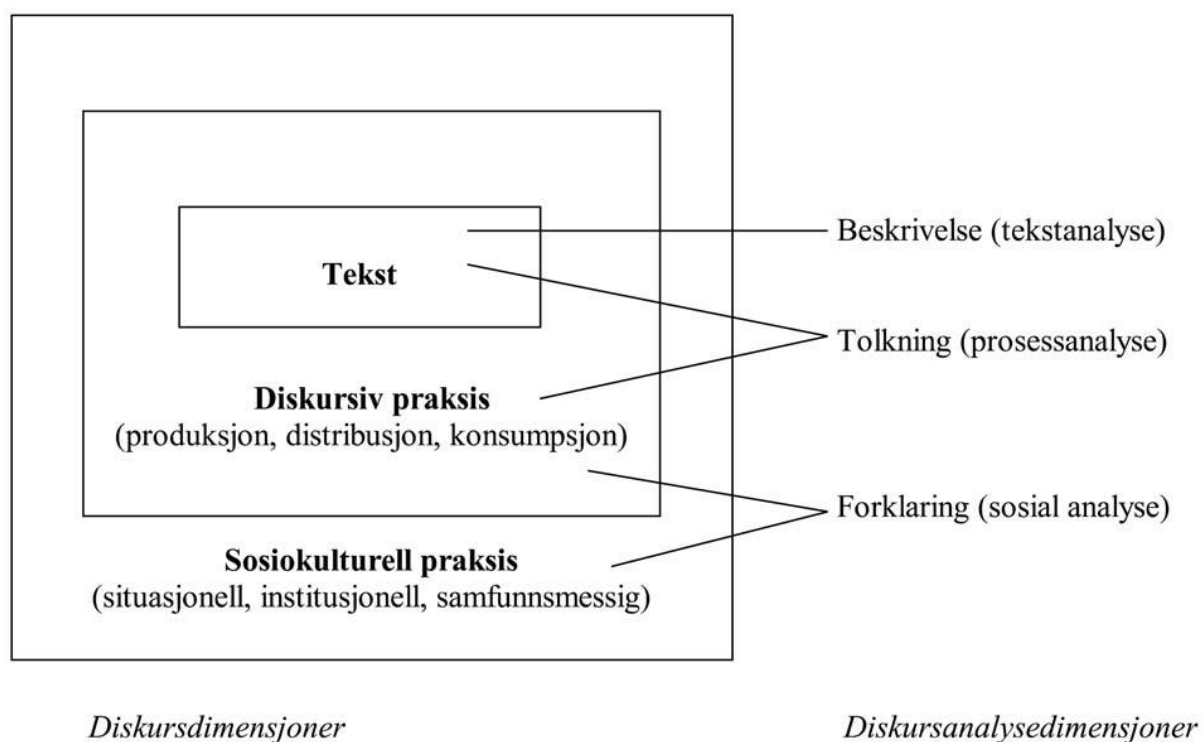 Beskrivelse (tekstanalyse)
Tekst
Tolkning (prosessanalyse)
Diskursiv praksis
(produksjon, distribusjon, konsumpsjon)
Forklaring (sosial analyse)
Sosiokulturell praksis
(situasjonell, institusjonell, samfunnsmessig)
Diskursdimensjoner
Diskursanalysedimensjoner